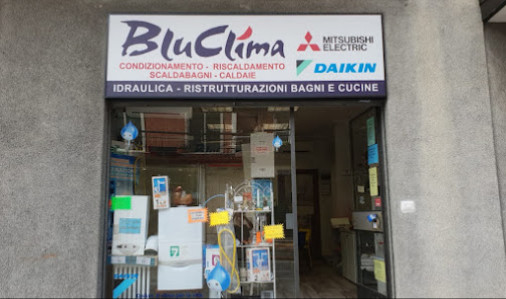 BluClima
CONDIZIONAMENTO - RISCALDAMENTO
SCALDABAGNI - CALDAIE
MITSUBISHI
ELECTRIC
DAIKIN
IDRAULICA - RISTRUTTURAZIONI BAGNI E CUCINE